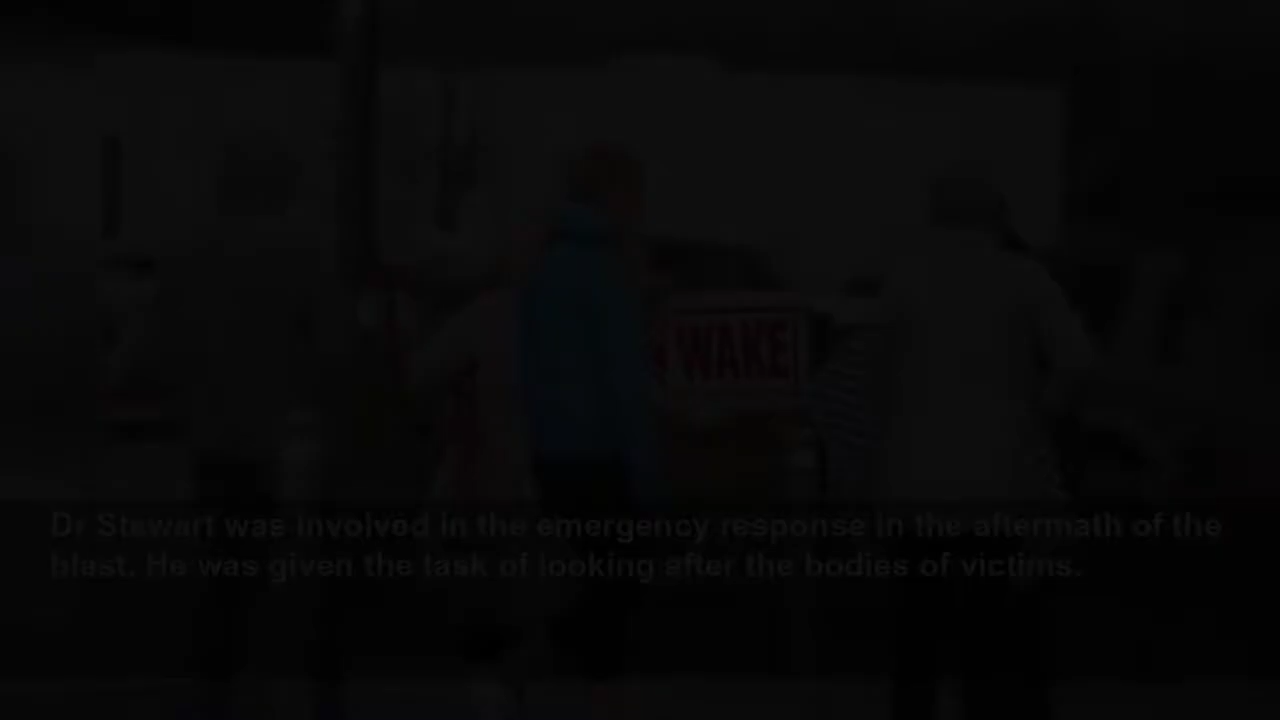 WAKE
Dr Stewart was involved in the emergency response in the aftermath of the
blast. He was given the task of looking after the bodies of victims.